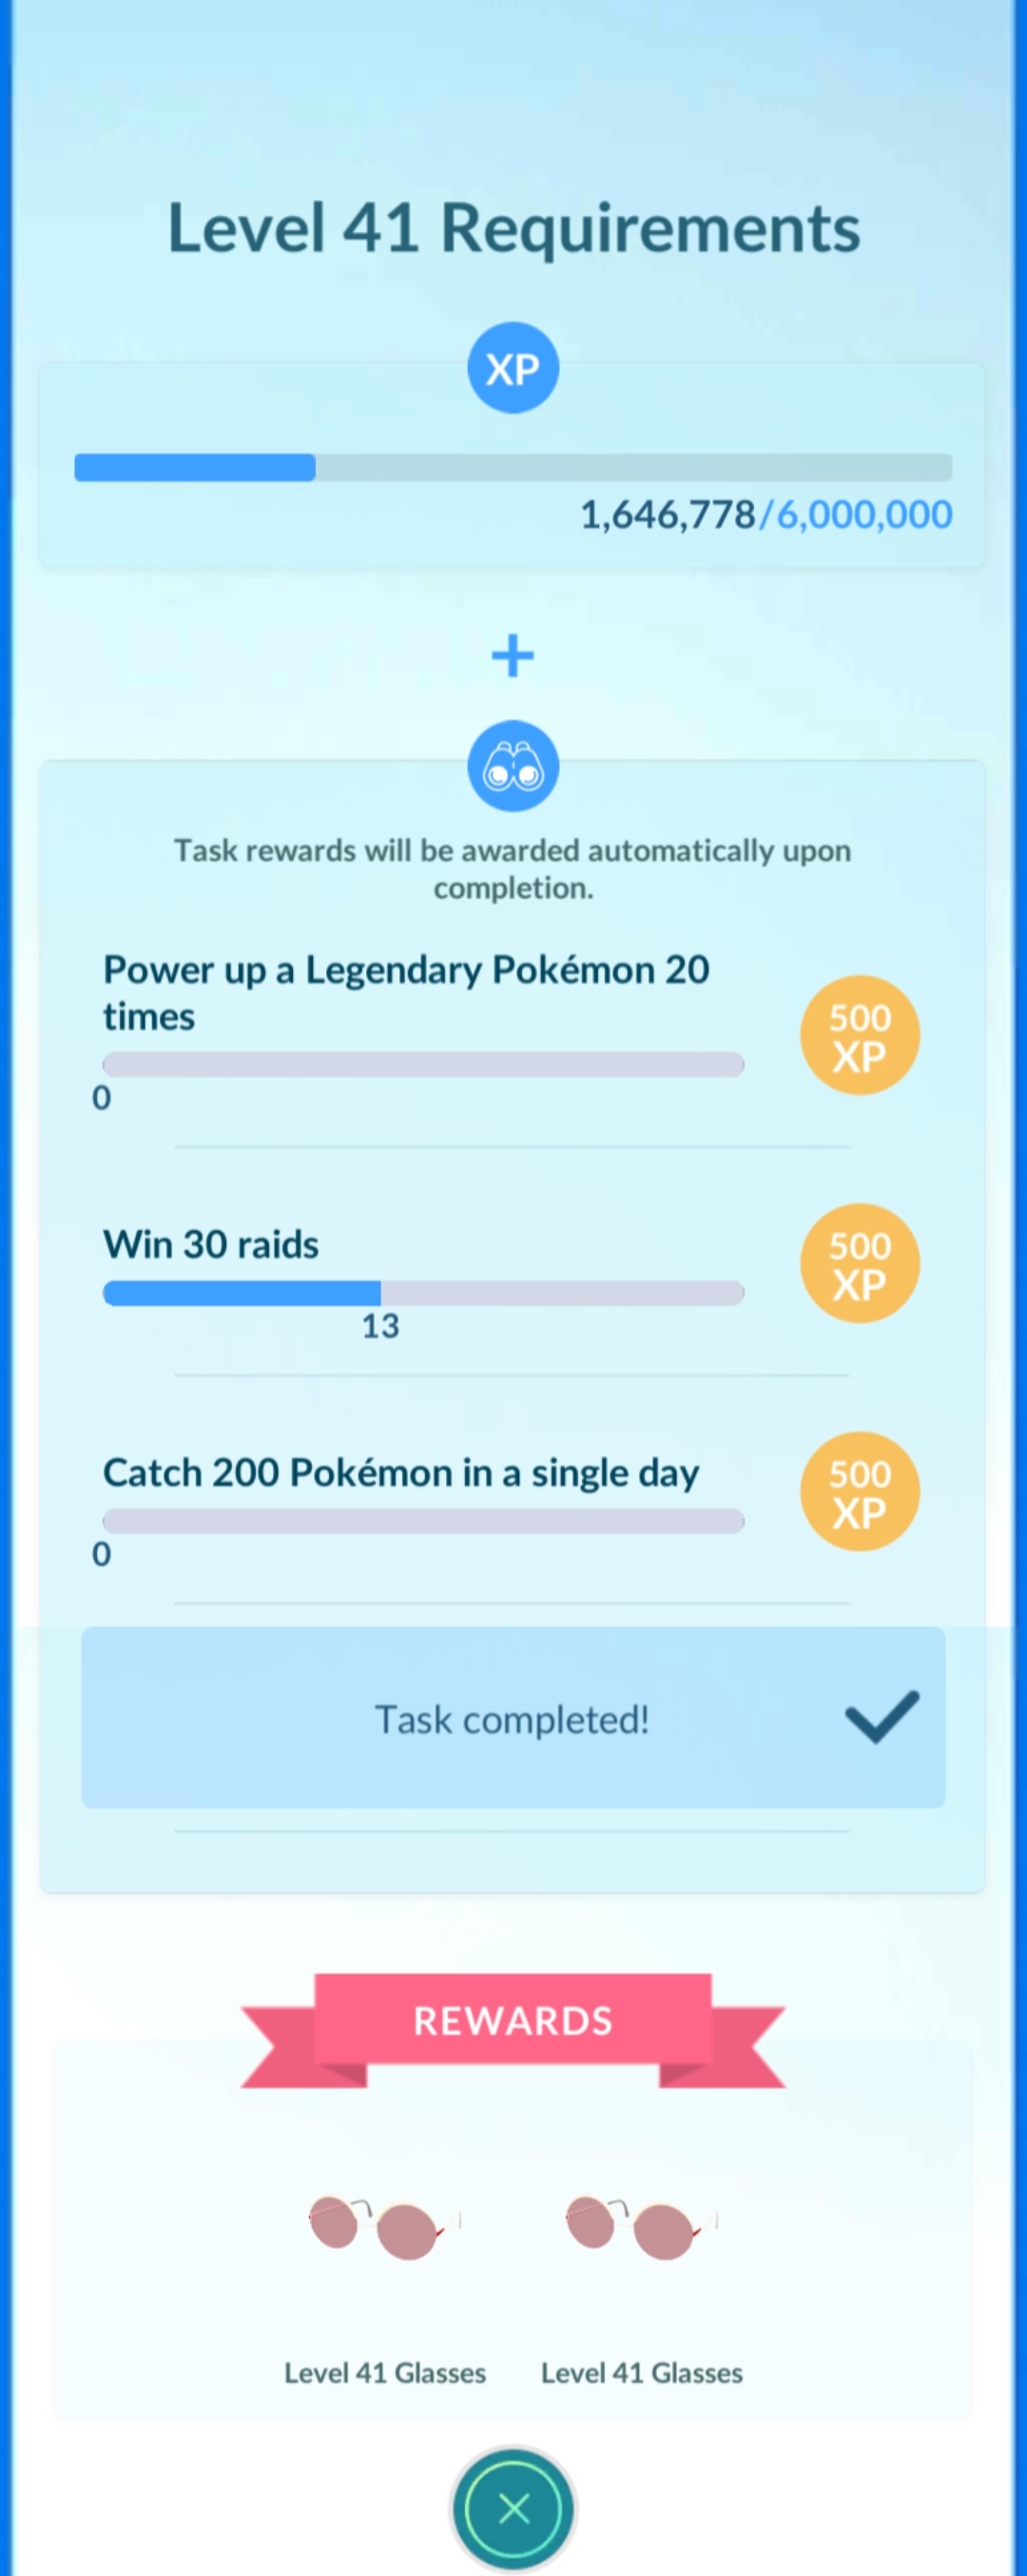 Level 41 Requirements
XP
1,646,778/6,000,000
+
Task rewards will be awarded automatically upon
completion.
Power up a Legendary Pokémon 20
times
500
XP
0
Win 30 raids
500
XP
13
Catch 200 Pokémon in a single day
500
XP
0
Task completed!
REWARDS
Level 41 Glasses Level 41 Glasses